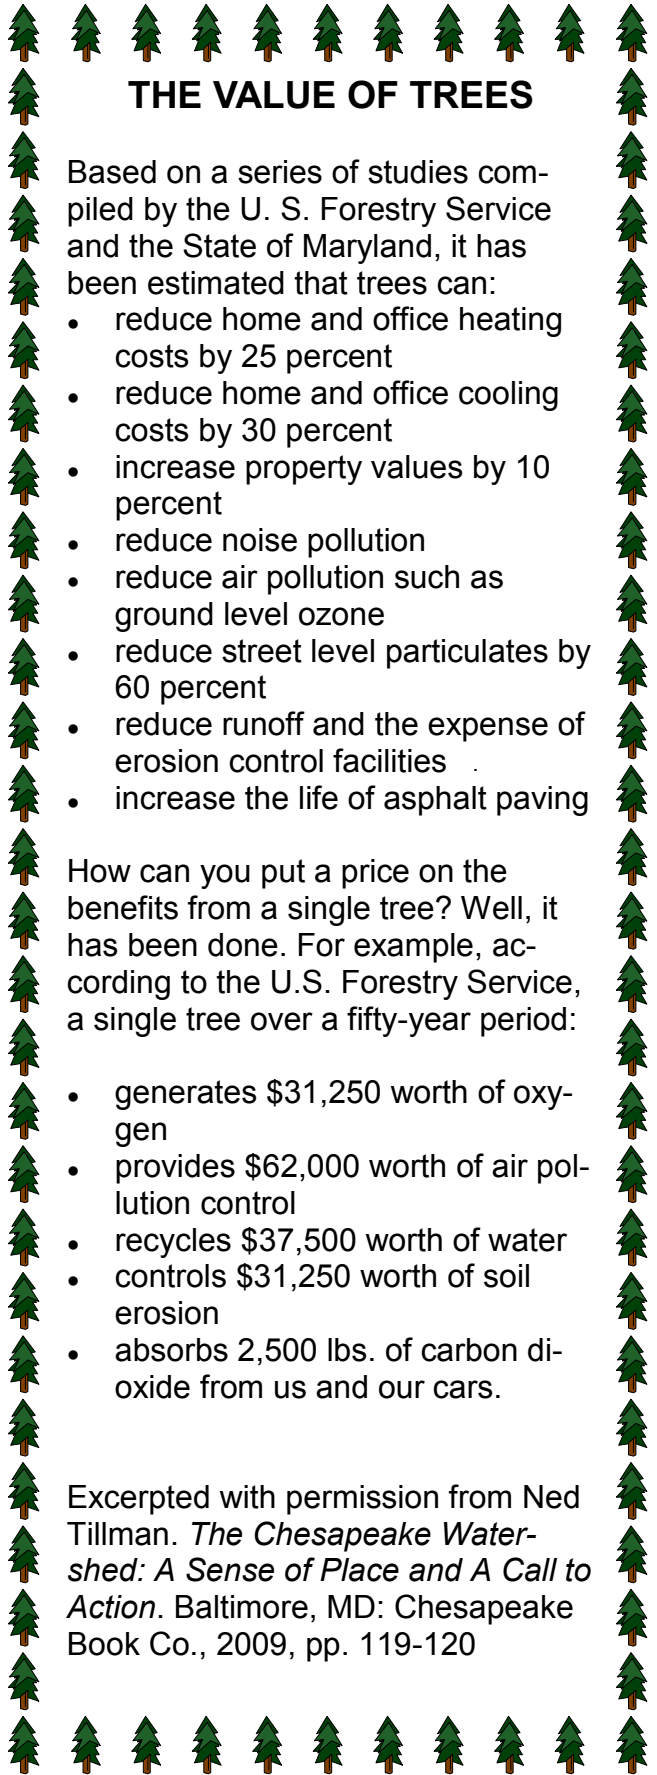 THE VALUE OF TREES
Based on a series of studies com-
piled by the U. S. Forestry Service
and the State of Maryland, it has
been estimated that trees can:
• reduce home and office heating
costs by 25 percent
• reduce home and office cooling
costs by 30 percent
• increase property values by 10
percent
• reduce noise pollution
• reduce air pollution such as
ground level ozone
• reduce street level particulates by
60 percent
• reduce runoff and the expense of
erosion control facilities .
• increase the life of asphalt paving
How can you put a price on the
benefits from a single tree? Well, it
has been done. For example, ac-
cording to the U.S. Forestry Service,
a single tree over a fifty-year period:
• generates $31,250 worth of oxy-
gen
• provides $62,000 worth of air pol-
lution control
• recycles $37,500 worth of water
• controls $31,250 worth of soil
erosion
• absorbs 2,500 lbs. of carbon di-
oxide from us and our cars.
Excerpted with permission from Ned
Tillman. The Chesapeake Water-
shed: A Sense of Place and A Call to
Action. Baltimore, MD: Chesapeake
Book Co., 2009, pp. 119-120